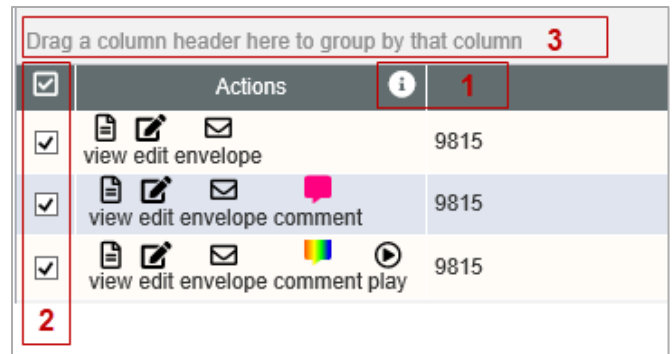 Drag a column header here to group by that column 3
Actions i 1
view edit envelope 9815
view edit envelope comment 9815
view edit envelope comment play 9815
2